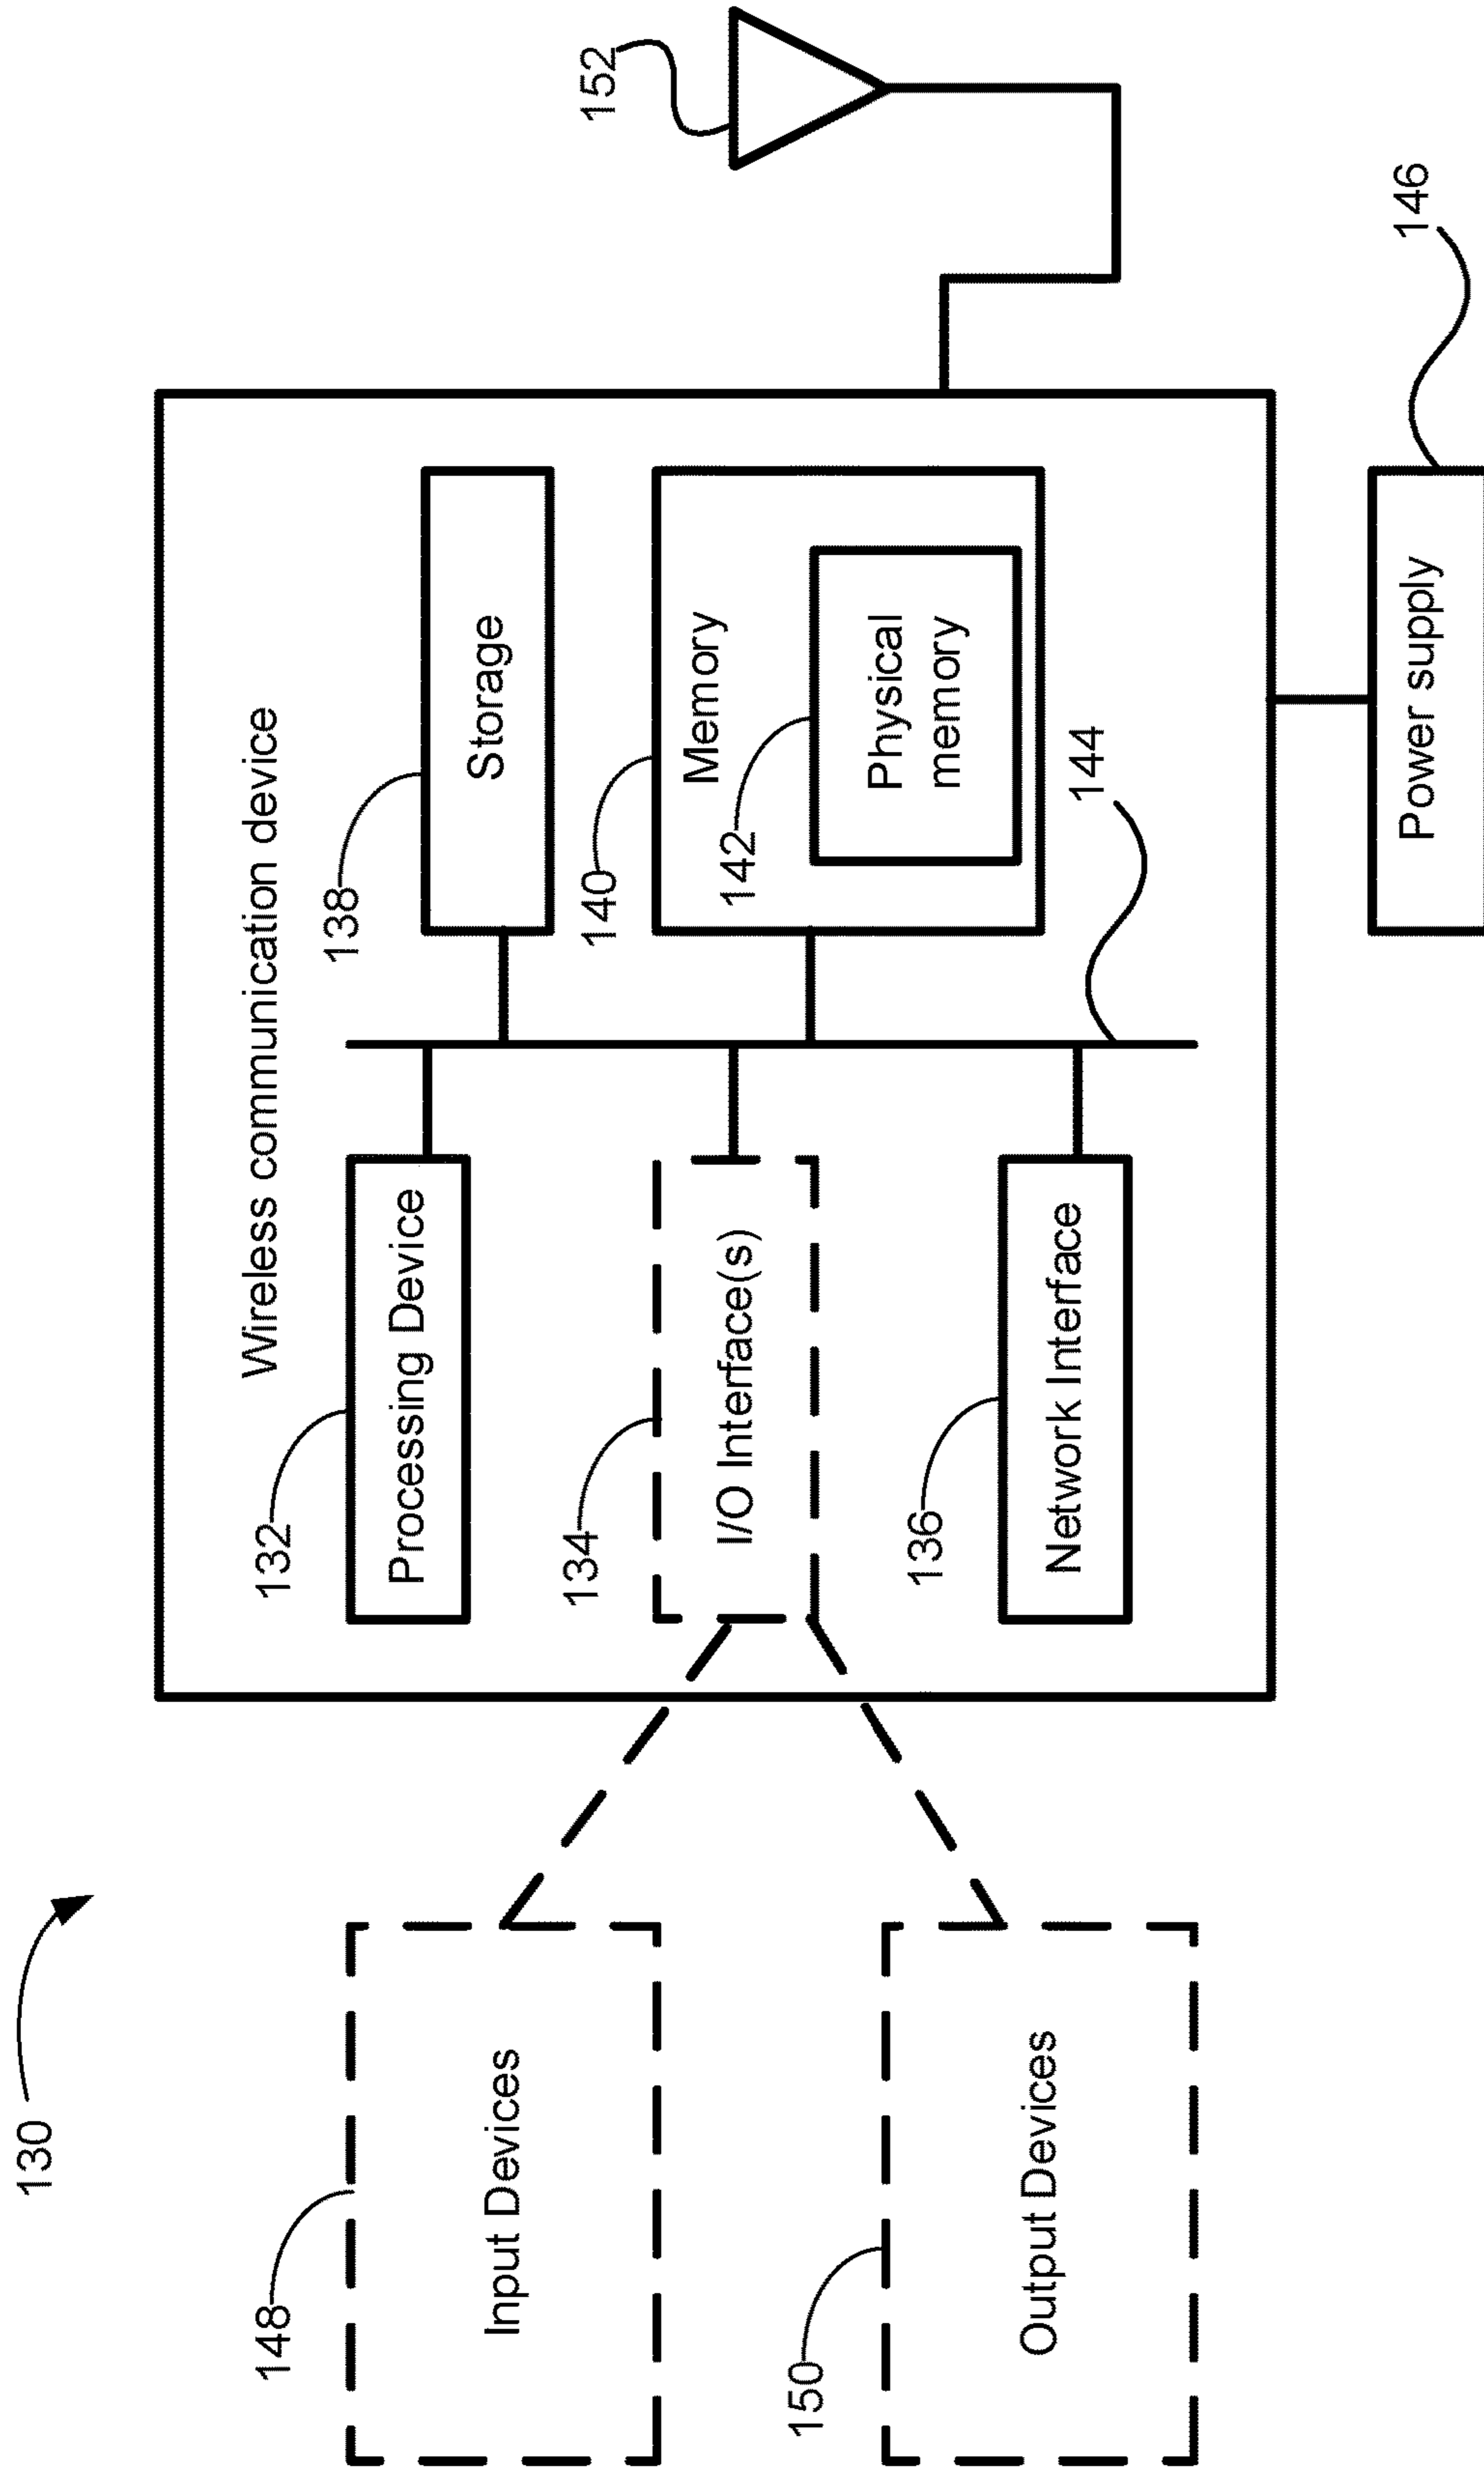 130
Wireless communication device
148
Input Devices
150
Output Devices
132
Processing Device
134
I/O Interface(s)
136
Network Interface
138
Storage
140
Memory
142
Physical
memory
144
152
146
Power supply